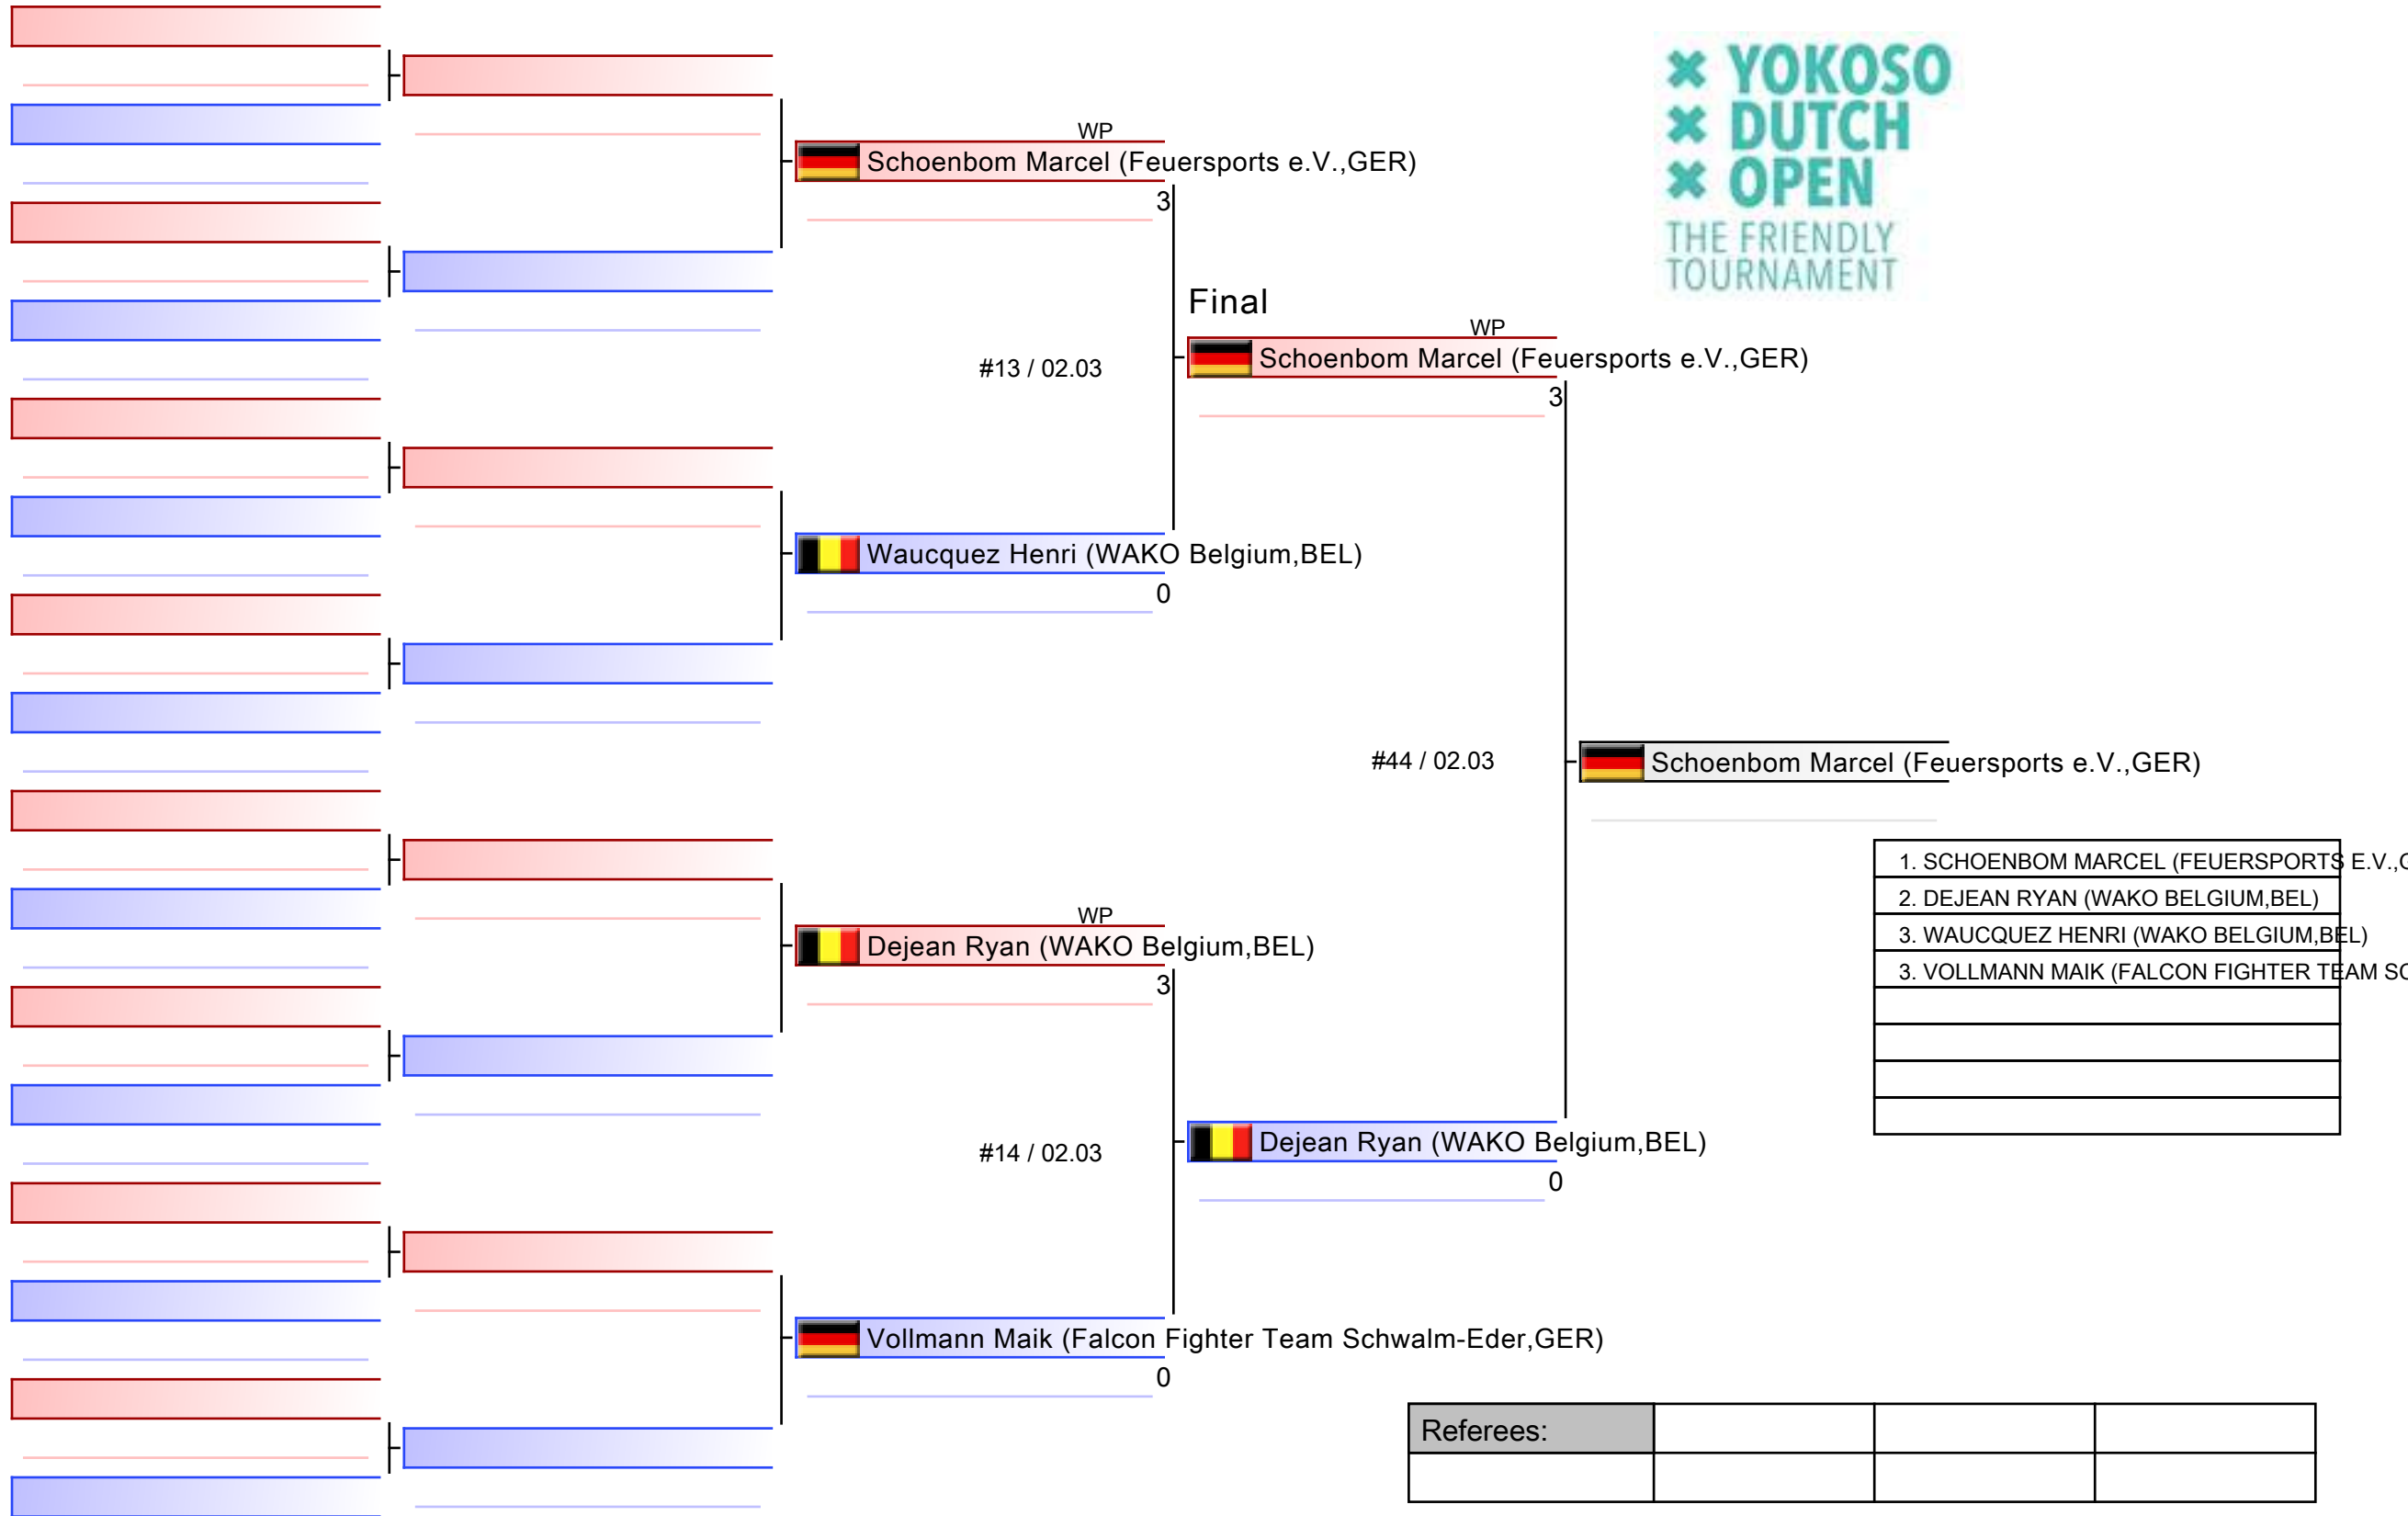 YOKOSO
DUTCH
OPEN
THE FRIENDLY
TOURNAMENT
WP
Schoenbom Marcel (Feuersports e.V.,GER)
3
Final
WP
#13 / 02.03
Schoenbom Marcel (Feuersports e.V.,GER)
3
Waucquez Henri (WAKO Belgium,BEL)
0
#44 / 02.03
Schoenbom Marcel (Feuersports e.V.,GER)
1. SCHOENBOM MARCEL (FEUERSPORTS E.V.,G
2. DEJEAN RYAN (WAKO BELGIUM,BEL)
3. WAUCQUEZ HENRI (WAKO BELGIUM,BEL)
3. VOLLMANN MAIK (FALCON FIGHTER TEAM SC
WP
Dejean Ryan (WAKO Belgium,BEL)
3
#14 / 02.03
Dejean Ryan (WAKO Belgium,BEL)
0
Vollmann Maik (Falcon Fighter Team Schwalm-Eder,GER)
0
Referees: